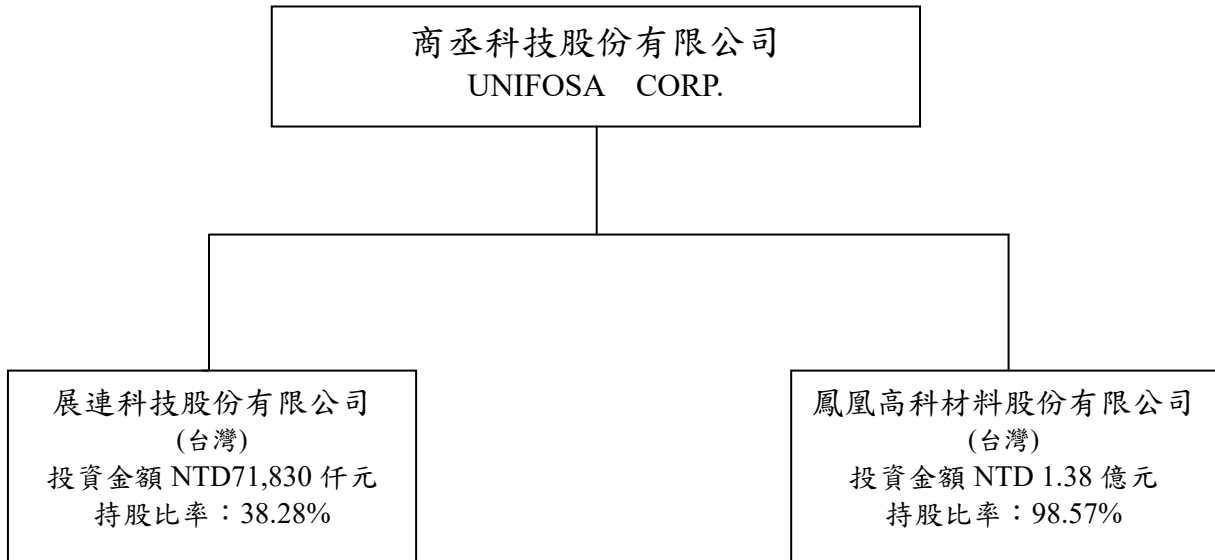 商丞科技股份有限公司
UNIFOSA CORP.
展連科技股份有限公司
(台灣)
投資金額 NTD71,830 仟元
持股比率：38.28%
鳳凰高科材料股份有限公司
(台灣)
投資金額 NTD 1.38 億元
持股比率：98.57%